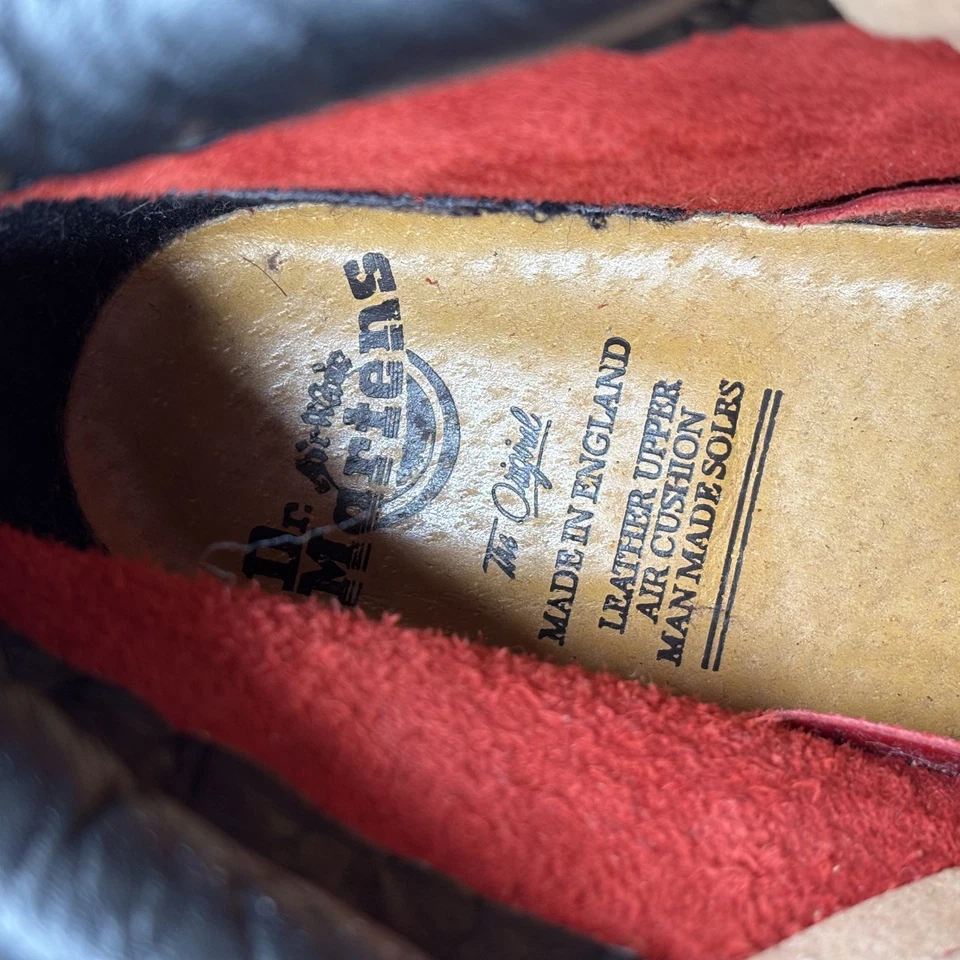 Dr.
Air Wair
Martens
The Original
MADE IN ENGLAND
LEATHER UPPER
AIR CUSHION
MAN MADE SOLES